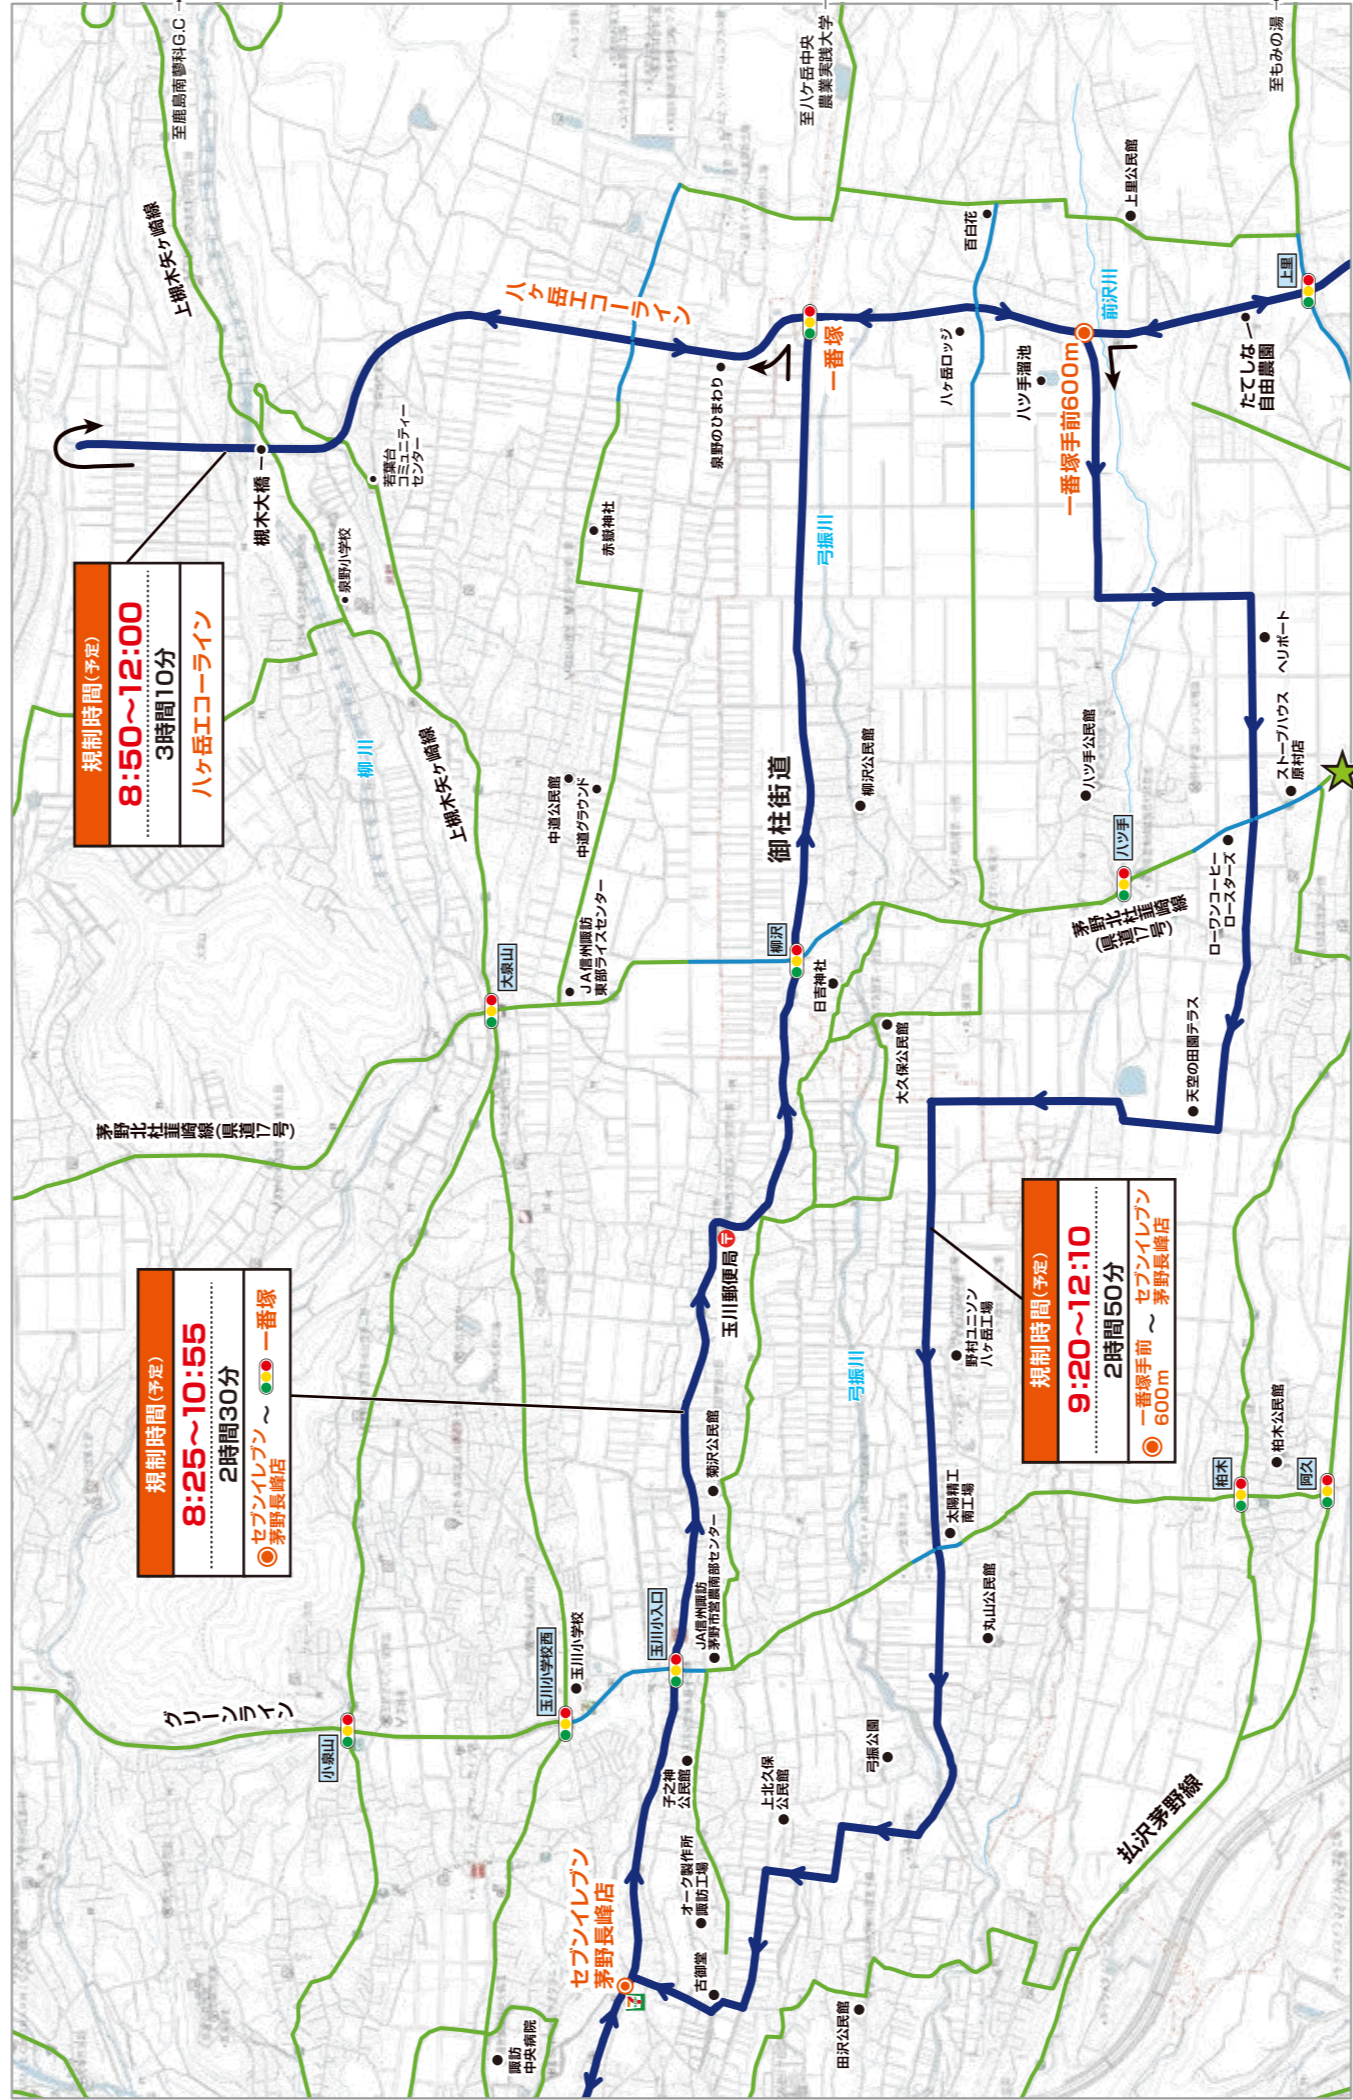 至鹿島南蓼科G.C
上槻木矢ヶ崎線
至八ヶ岳中央
農業実践大学
至もみの湯
八ヶ岳エコーライン
百白花
上里公民館
上里
前沢川
たてしな
自由農園
一番塚
八ヶ岳ロッジ
八ツ手溜池
一番塚手前600m
泉野のひまわり
若葉台
コミュニティー
センター
槻木大橋
泉野小学校
赤嶽神社
弓振川
規制時間(予定)
8:50〜12:00
3時間10分
八ヶ岳エコーライン
柳川
上槻木矢ヶ崎線
中道公民館
中道グラウンド
御柱街道
柳沢公民館
八ツ手公民館
ヘリポート
ストーブハウス
原村店
八ツ手
ローワンコーヒー
ロースターズ
茅野北杜韮崎線
(県道17号)
JA信州諏訪
東部ライスセンター
大泉山
柳沢
日吉神社
大久保公民館
天空の田園テラス
茅野北杜韮崎線(県道17号)
玉川郵便局
弓振川
規制時間(予定)
8:25〜10:55
2時間30分
セブンイレブン
茅野長峰店
〜
一番塚
規制時間(予定)
9:20〜12:10
2時間50分
一番塚手前
600m
〜
セブンイレブン
茅野長峰店
野村ユニソン
八ヶ岳工場
菊沢公民館
太陽精工
南工場
柏木
柏木公民館
阿久
JA信州諏訪
茅野市営農南部センター
玉川小入口
玉川小学校西
玉川小学校
丸山公民館
グリーンライン
小泉山
子之神
公民館
上北久保
公民館
弓振公園
払沢茅野線
オーク製作所
諏訪工場
セブンイレブン
茅野長峰店
古御堂
田沢公民館
諏訪
中央病院